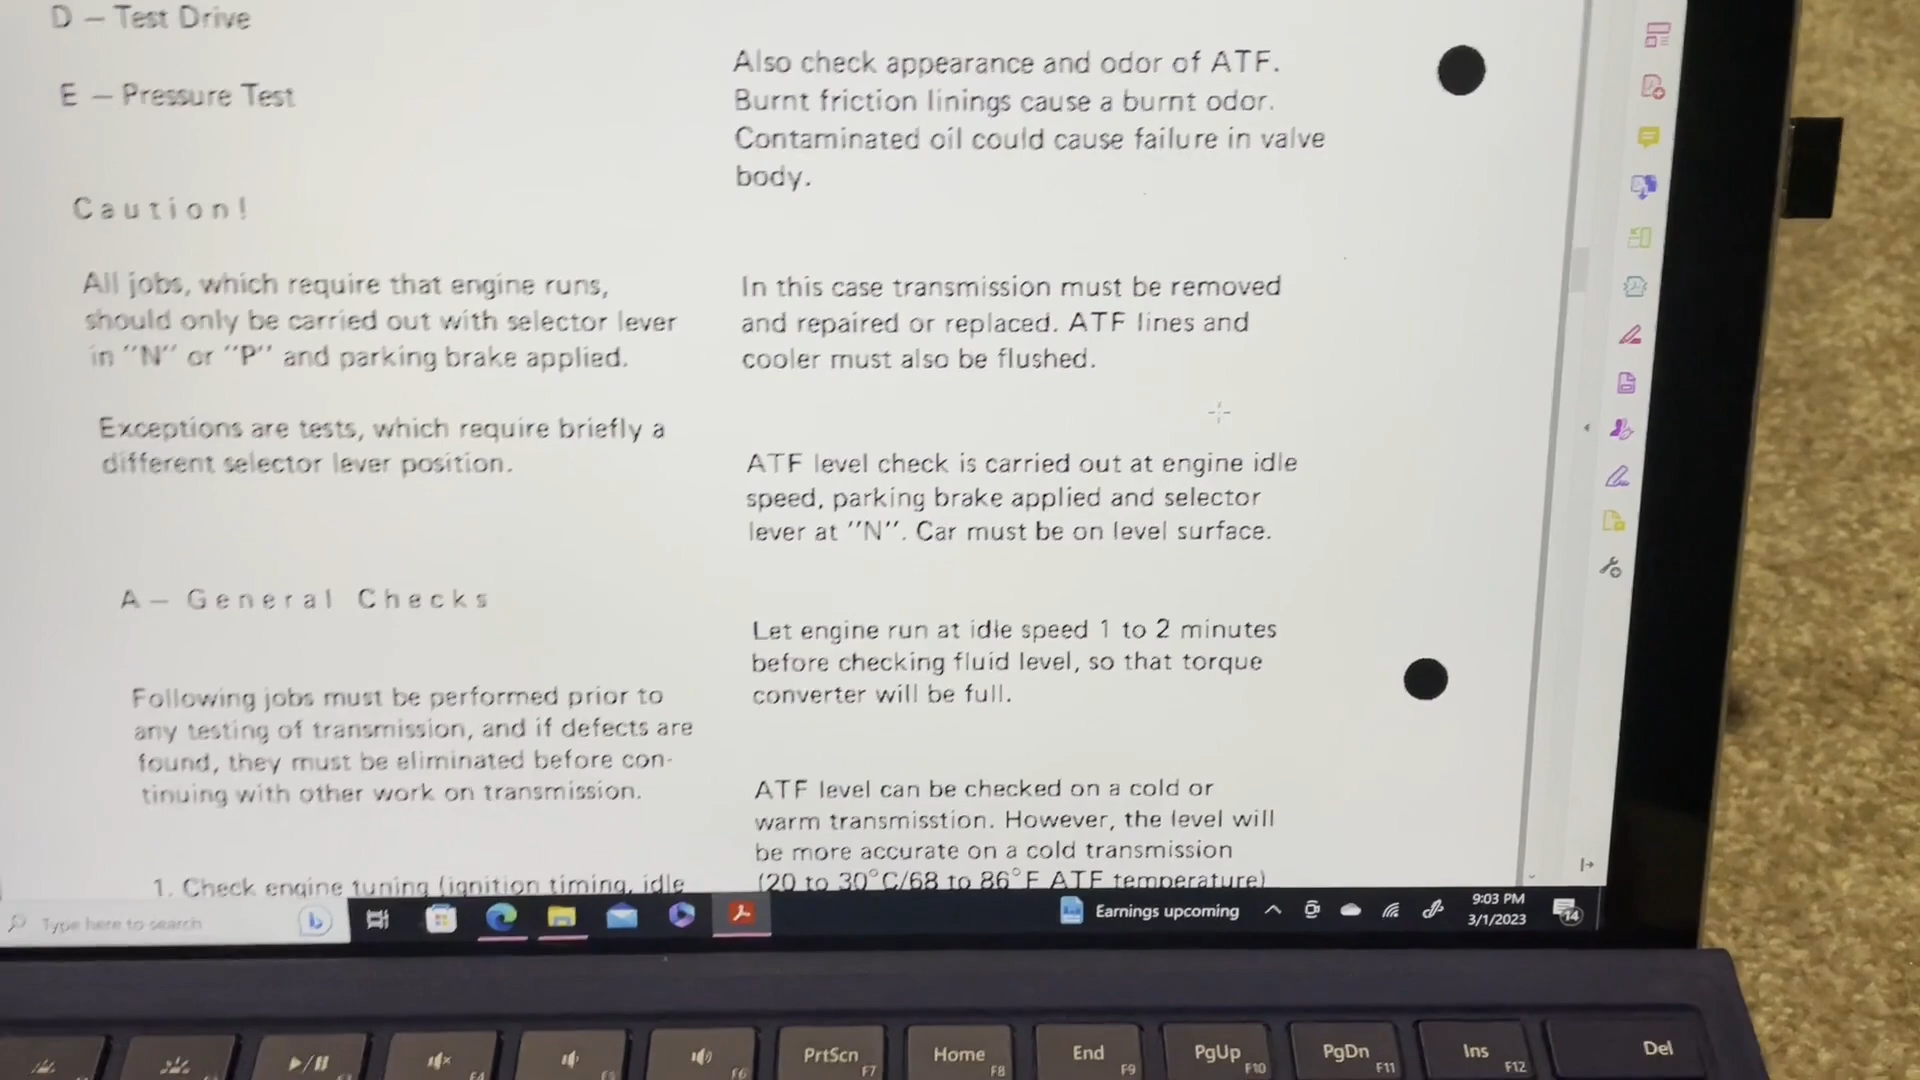 D – Test Drive
E – Pressure Test
Caution!
All jobs, which require that engine runs,
should only be carried out with selector lever
in ''N'' or ''P'' and parking brake applied.
Exceptions are tests, which require briefly a
different selector lever position.
A – General Checks
Following jobs must be performed prior to
any testing of transmission, and if defects are
found, they must be eliminated before con-
tinuing with other work on transmission.
1. Check engine tuning (ignition timing, idle
Also check appearance and odor of ATF.
Burnt friction linings cause a burnt odor.
Contaminated oil could cause failure in valve
body.
In this case transmission must be removed
and repaired or replaced. ATF lines and
cooler must also be flushed.
ATF level check is carried out at engine idle
speed, parking brake applied and selector
lever at ''N''. Car must be on level surface.
Let engine run at idle speed 1 to 2 minutes
before checking fluid level, so that torque
converter will be full.
ATF level can be checked on a cold or
warm transmisstion. However, the level will
be more accurate on a cold transmission
(20 to 30°C/68 to 86°F ATF temperature)
Type here to search
Earnings upcoming
9:03 PM
3/1/2023
14
F4
F5
F6
PrtScn
F7
Home
F8
End
F9
PgUp
F10
PgDn
F11
Ins
F12
Del